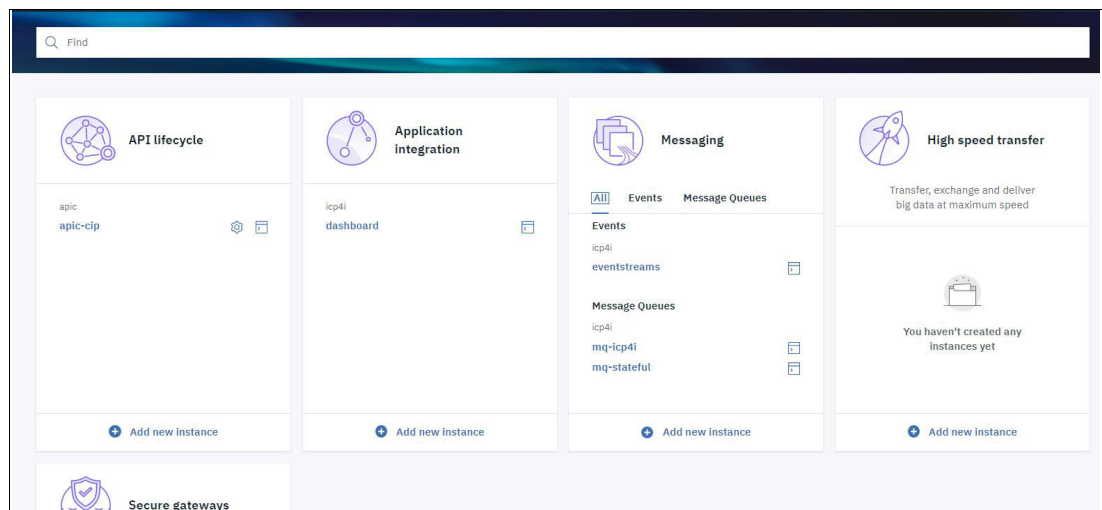 Find
API lifecycle
apic
apic-cip
Add new instance
Application
integration
icp4i
dashboard
Add new instance
Messaging
All Events Message Queues
Events
icp4i
eventstreams
Message Queues
icp4i
mq-icp4i
mq-stateful
Add new instance
High speed transfer
Transfer, exchange and deliver
big data at maximum speed
You haven't created any
instances yet
Add new instance
Secure gateways